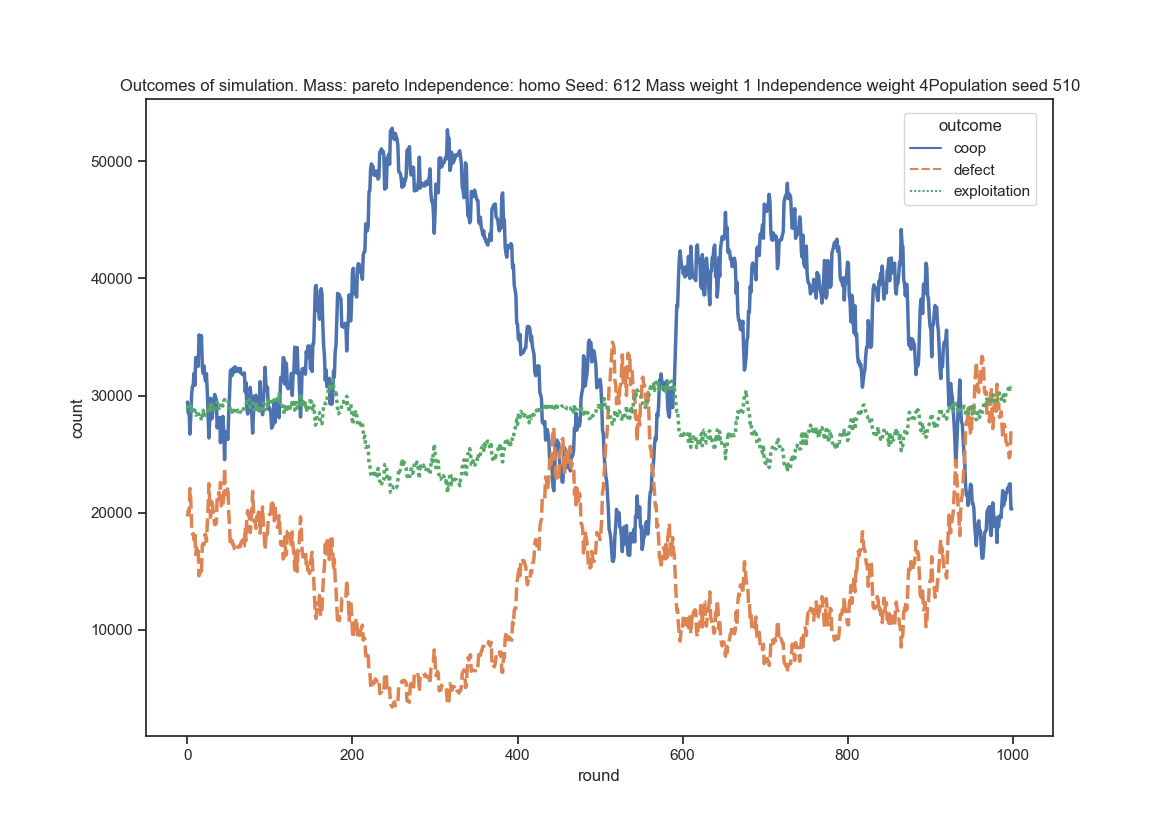 Outcomes of simulation. Mass: pareto Independence: homo Seed: 612 Mass weight 1 Independence weight 4Population seed 510
outcome
coop
defect
exploitation
50000
40000
30000
20000
10000
count
0 200 400 600 800 1000
round